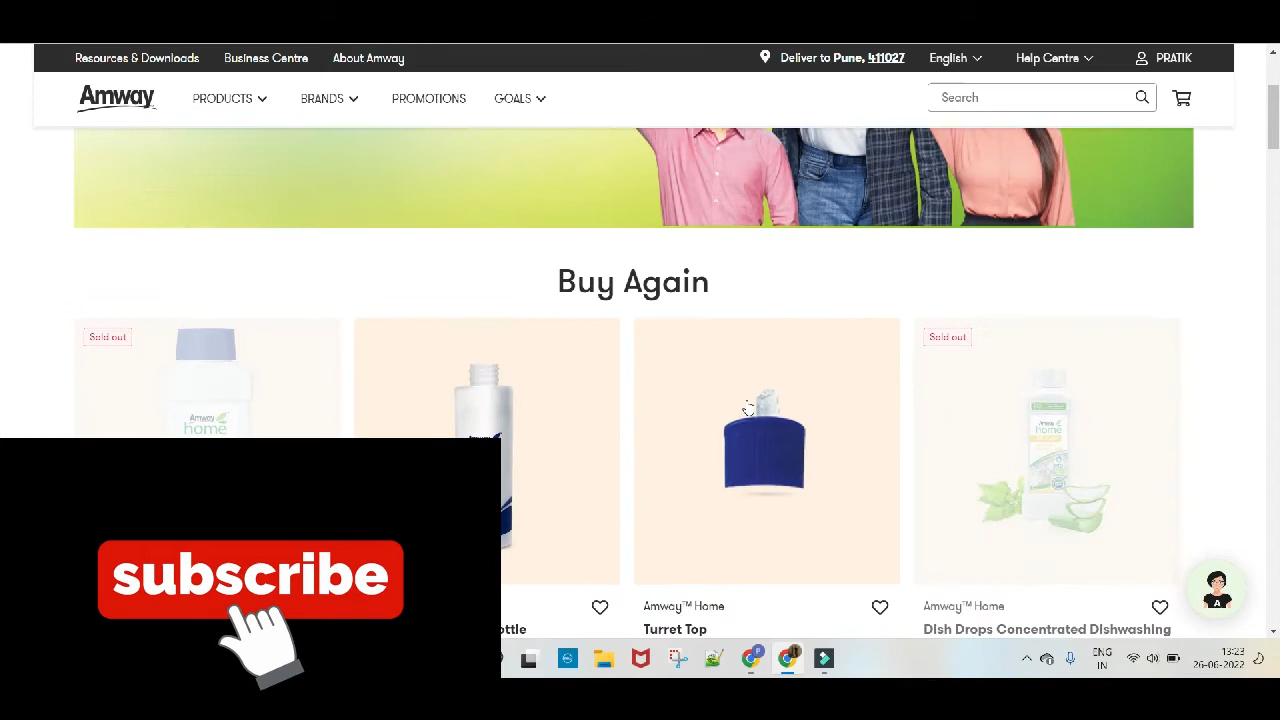 Resources & Downloads Business Centre About Amway Deliver to Pune, 411027 English Help Centre PRATIK
Amway PRODUCTS BRANDS PROMOTIONS GOALS Search
Buy Again
Sold out
Sold out
Amway
home
home
A
Amway™ Home
Amway™ Home
Turret Top
Dish Drops Concentrated Dishwashing
subscribe
ENG
IN
13:23
26-06-2022